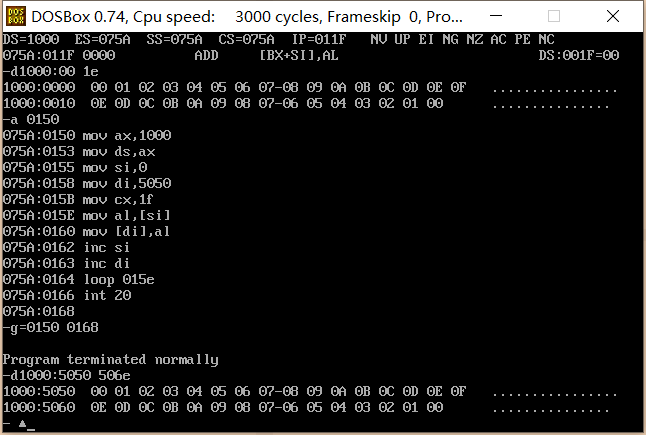 DOSBox 0.74, Cpu speed:    3000 cycles, Frameskip  0, Pro...
DS=1000  ES=075A  SS=075A  CS=075A  IP=011F   NV UP EI NG NZ AC PE NC
075A:011F 0000          ADD     [BX+SI],AL                         DS:001F=00
-d1000:00 1e
1000:0000  00 01 02 03 04 05 06 07-08 09 0A 0B 0C 0D 0E 0F   ................
1000:0010  0E 0D 0C 0B 0A 09 08 07-06 05 04 03 02 01 00      ...............
-a 0150
075A:0150 mov ax,1000
075A:0153 mov ds,ax
075A:0155 mov si,0
075A:0158 mov di,5050
075A:015B mov cx,1f
075A:015E mov al,[si]
075A:0160 mov [di],al
075A:0162 inc si
075A:0163 inc di
075A:0164 loop 015e
075A:0166 int 20
075A:0168
-g=0150 0168
Program terminated normally
-d1000:5050 506e
1000:5050  00 01 02 03 04 05 06 07-08 09 0A 0B 0C 0D 0E 0F   ................
1000:5060  0E 0D 0C 0B 0A 09 08 07-06 05 04 03 02 01 00      ...............
- ▲_